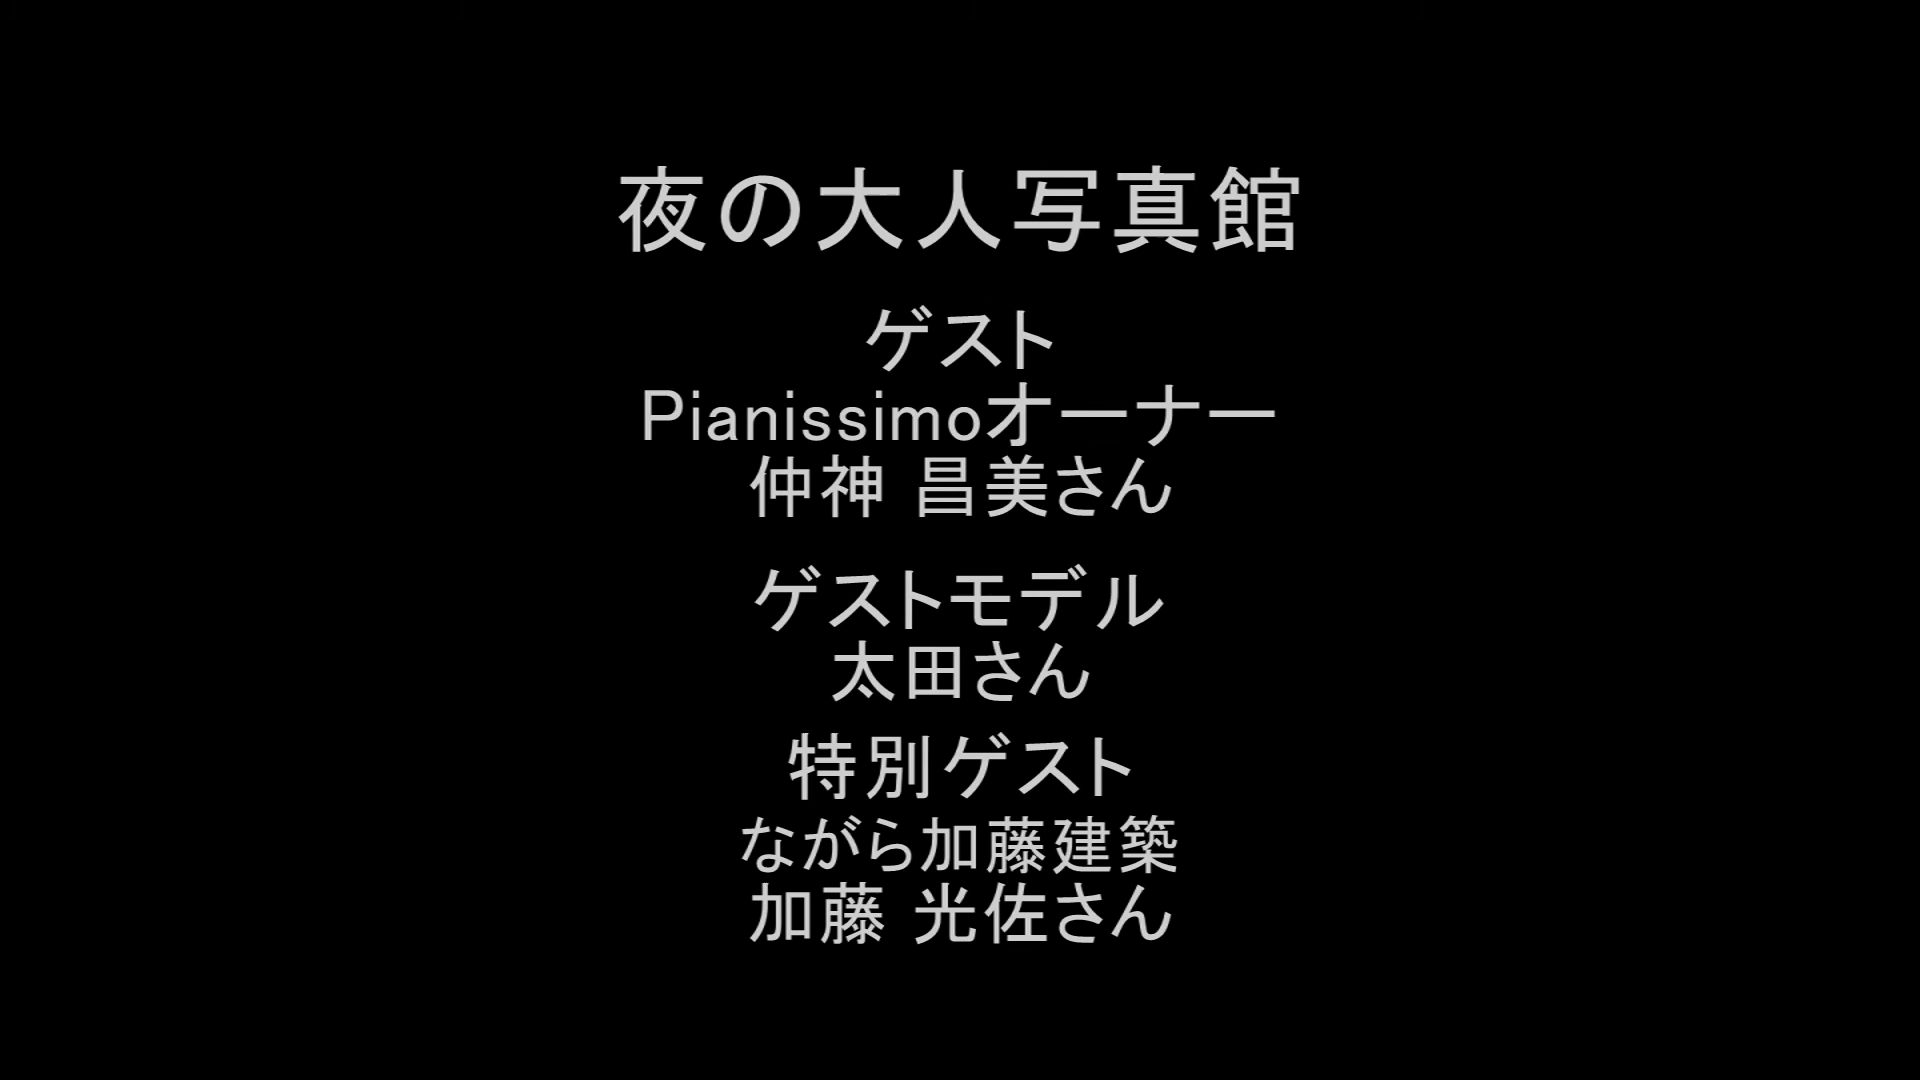 夜の大人写真館
ゲスト
Pianissimoオーナー
仲神 昌美さん
ゲストモデル
太田さん
特別ゲスト
ながら加藤建築
加藤 光佐さん